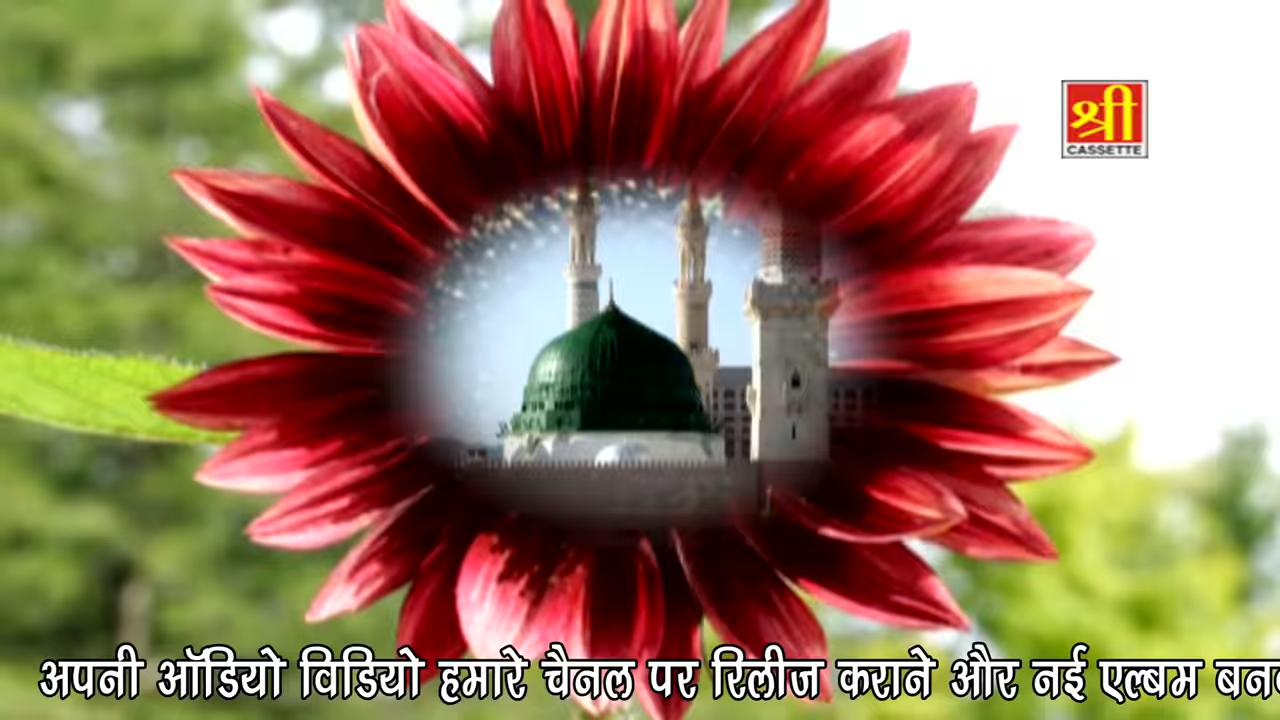 श्री
CASSETTE
अपनी ऑडियो विडियो हमारे चैनल पर रिलीज कराने और नई एल्बम